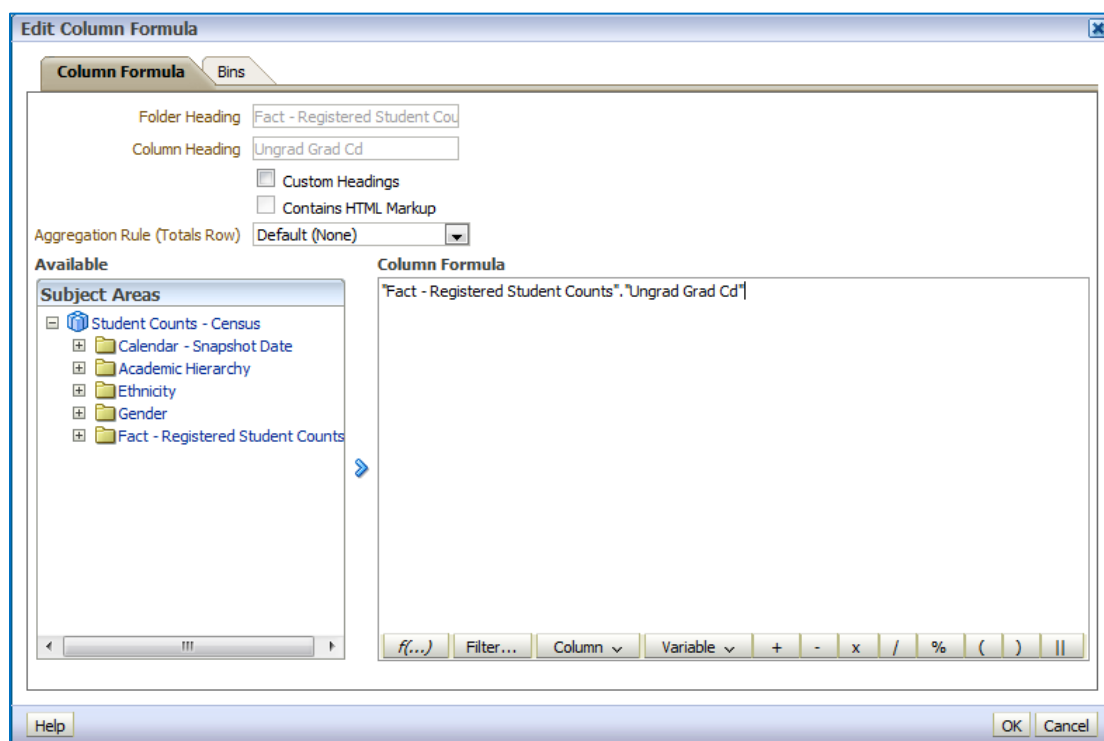 Edit Column Formula
Column Formula Bins
Folder Heading Fact - Registered Student Cou
Column Heading Ungrad Grad Cd
Custom Headings
Contains HTML Markup
Aggregation Rule (Totals Row) Default (None)
Available Column Formula
Subject Areas "Fact - Registered Student Counts"."Ungrad Grad Cd"
Student Counts - Census
Calendar - Snapshot Date
Academic Hierarchy
Ethnicity
Gender
Fact - Registered Student Counts
f(...) Filter... Column Variable + - x / % ( ) ||
Help OK Cancel